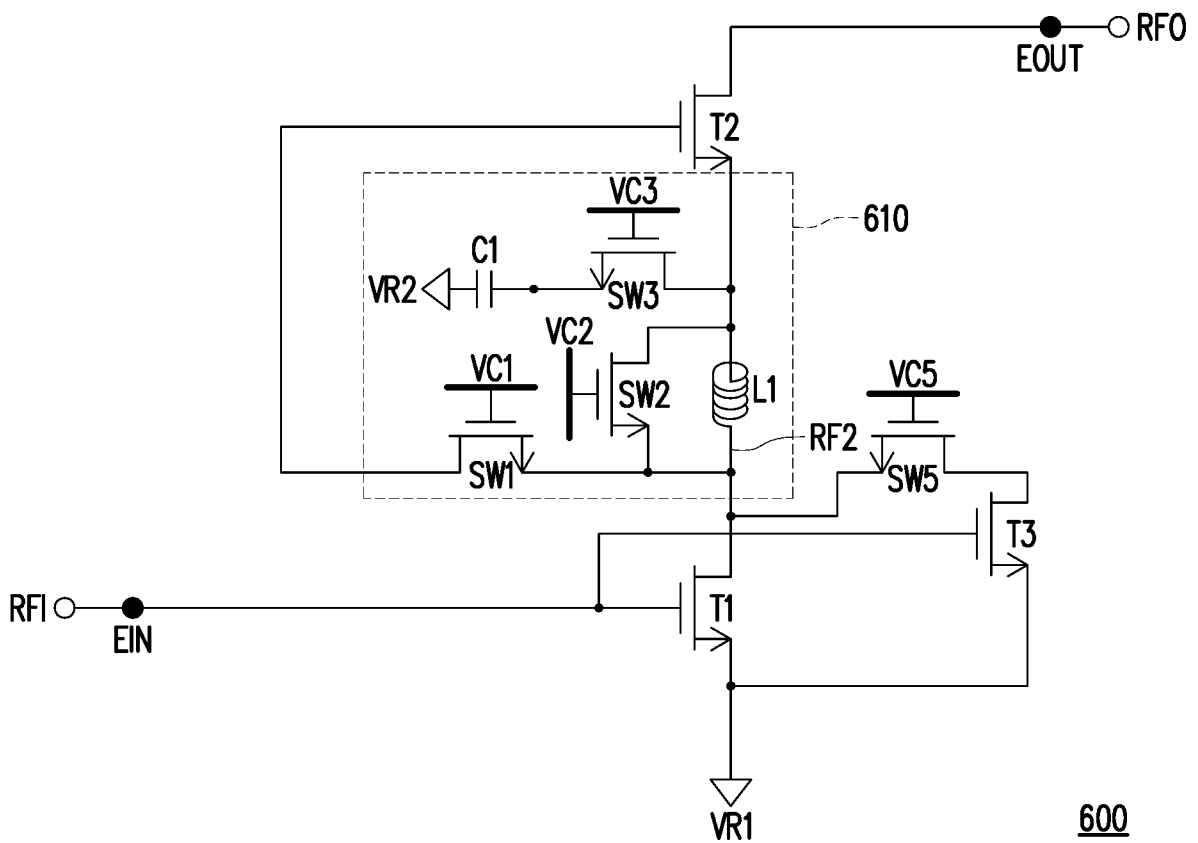 RFO
EOUT
T2
VC3
610
C1
VR2
SW3
VC2
VC1
SW2
L1
VC5
RF2
SW1
SW5
T3
RFI
EIN
T1
VR1
600